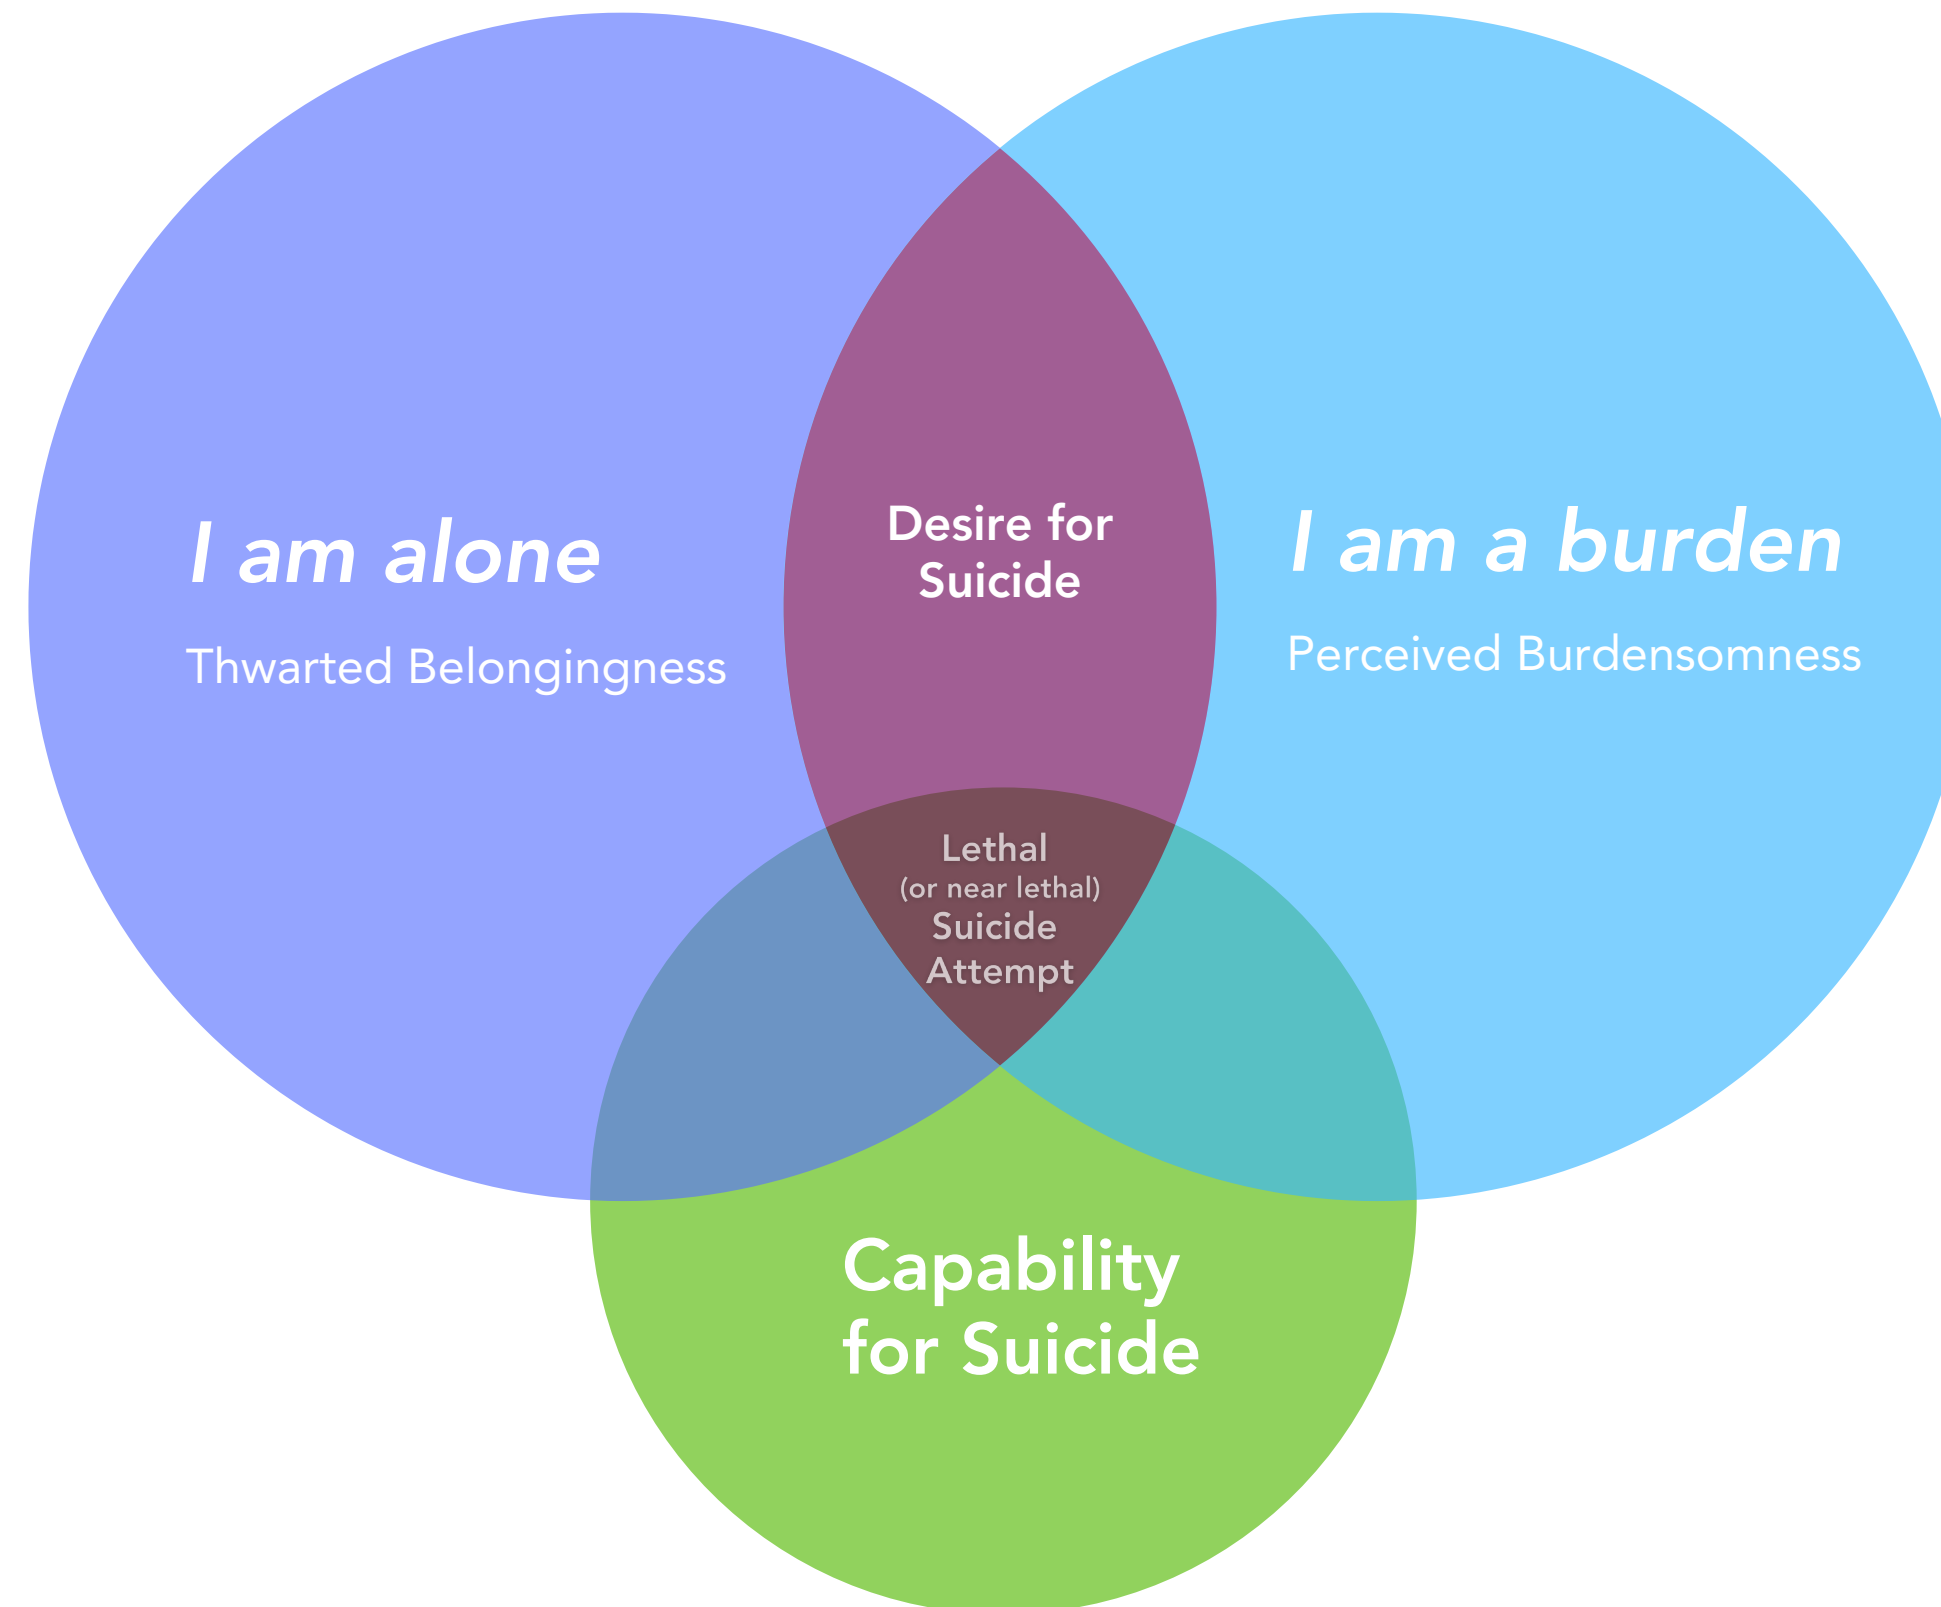 I am alone
Thwarted Belongingness
Desire for
Suicide
I am a burden
Perceived Burdensomness
Lethal
(or near lethal)
Suicide
Attempt
Capability
for Suicide